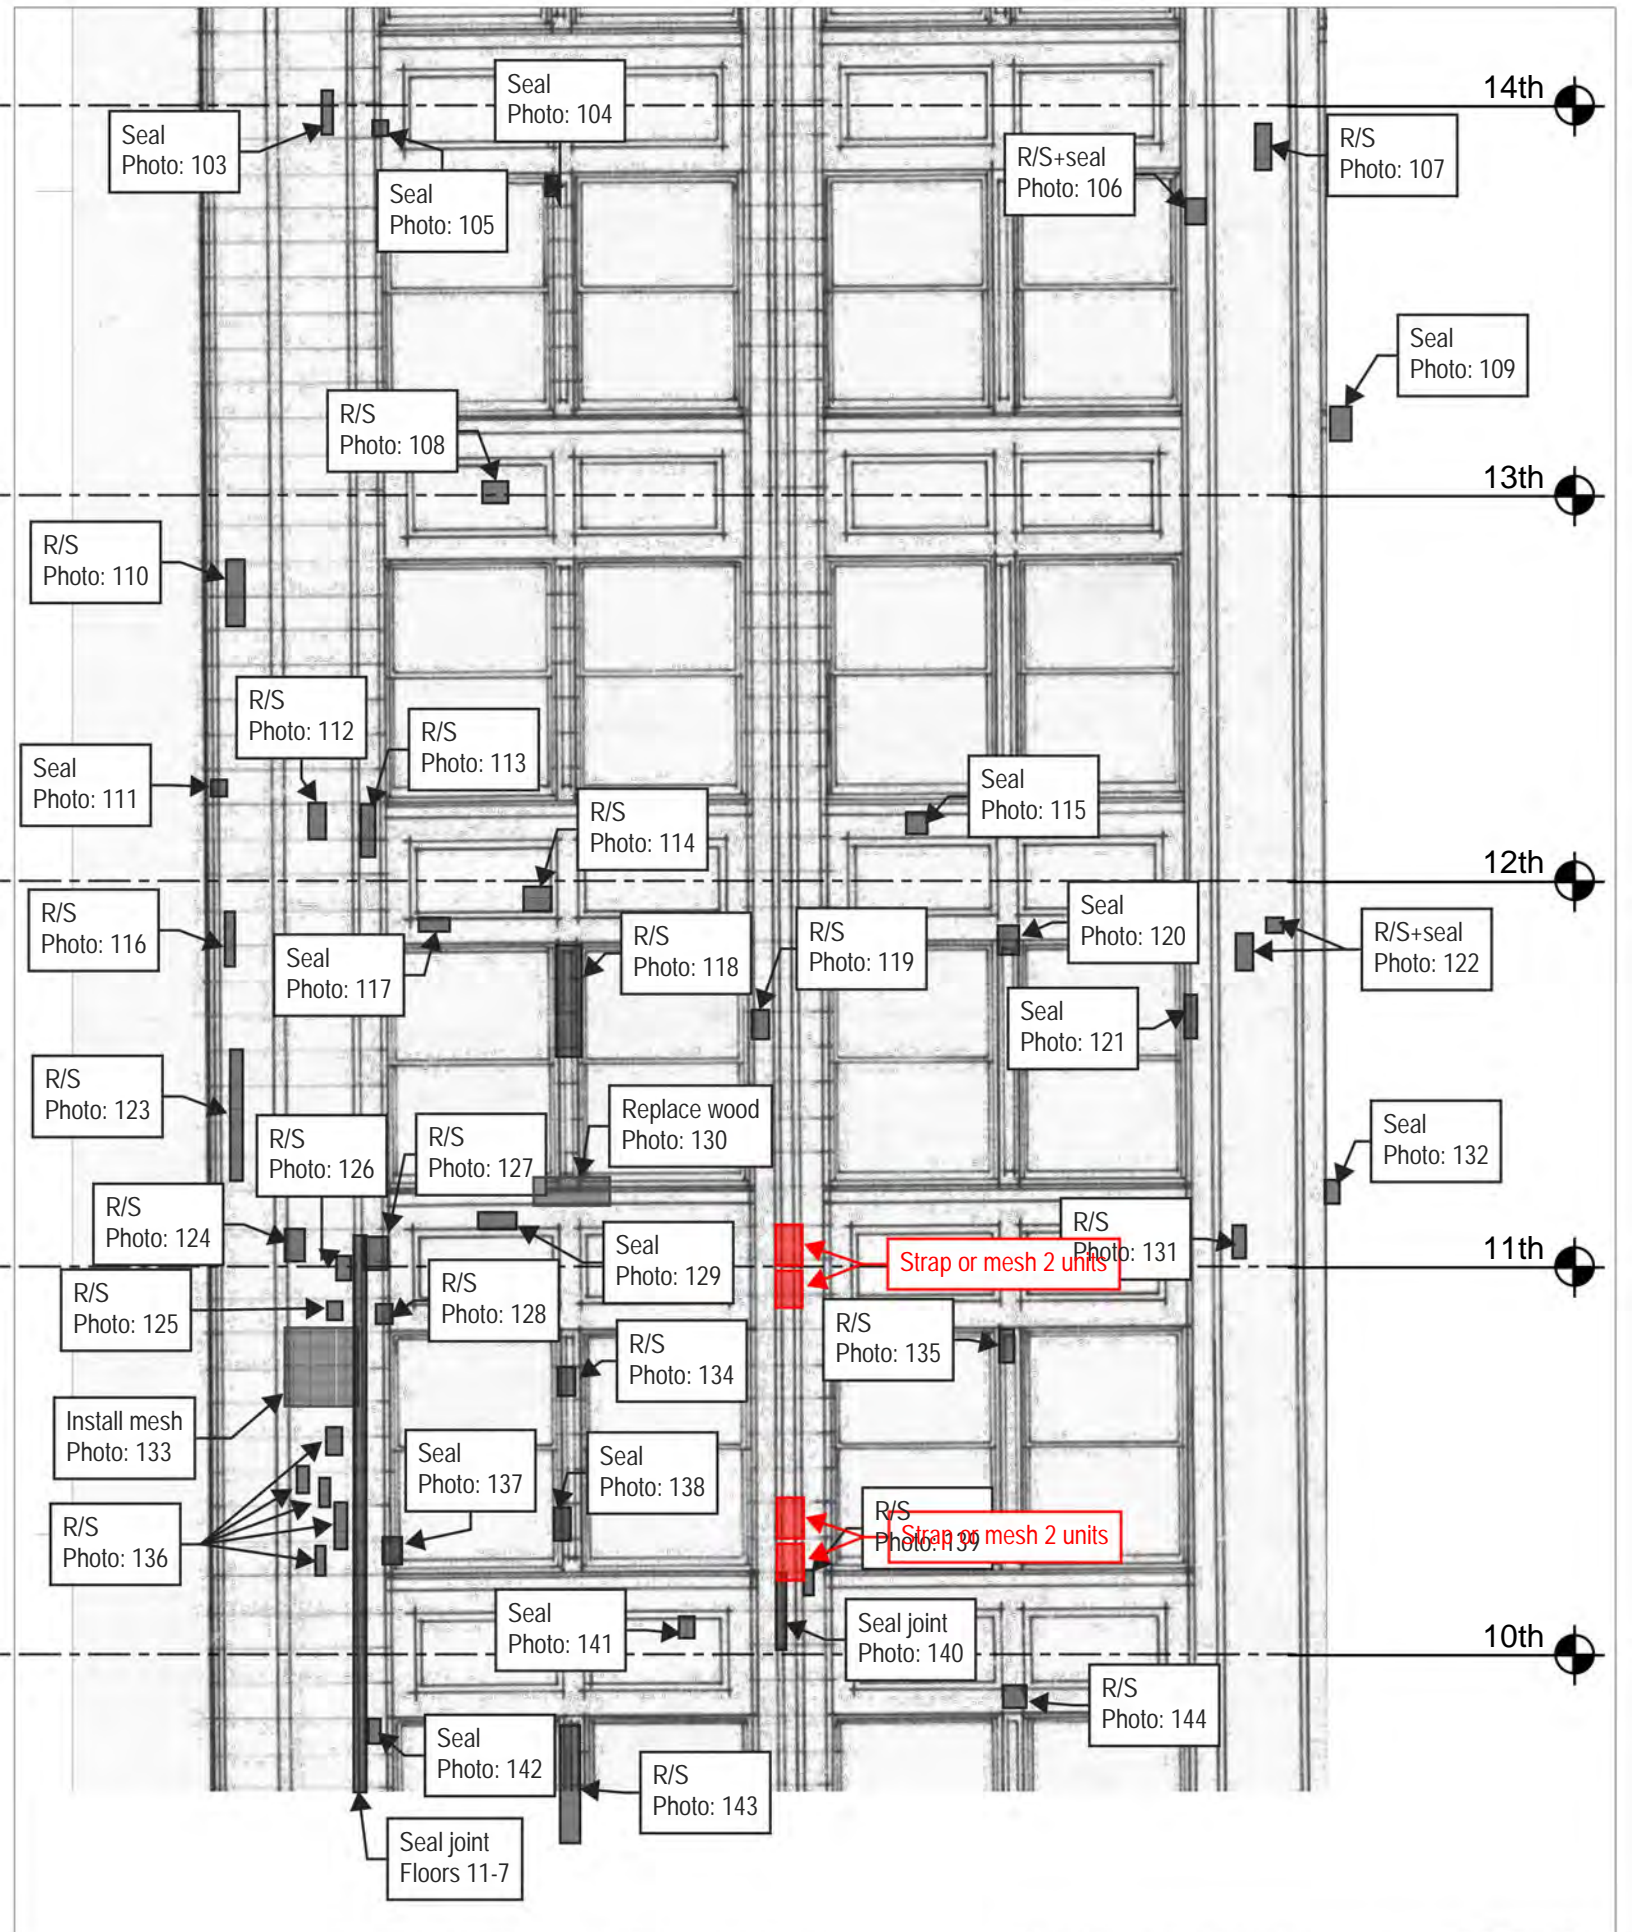 14th
Seal
Photo: 104
Seal
Photo: 103
R/S
Photo: 107
R/S+seal
Photo: 106
Seal
Photo: 105
Seal
Photo: 109
R/S
Photo: 108
13th
R/S
Photo: 110
R/S
Photo: 112
R/S
Photo: 113
Seal
Photo: 111
Seal
Photo: 115
R/S
Photo: 114
12th
R/S
Photo: 116
Seal
Photo: 117
R/S
Photo: 118
R/S
Photo: 119
Seal
Photo: 120
R/S+seal
Photo: 122
Seal
Photo: 121
R/S
Photo: 123
R/S
Photo: 126
R/S
Photo: 127
Replace wood
Photo: 130
Seal
Photo: 132
R/S
Photo: 124
Seal
Photo: 129
R/S
Photo: 131
Strap or mesh 2 units
11th
R/S
Photo: 125
R/S
Photo: 128
R/S
Photo: 134
R/S
Photo: 135
Install mesh
Photo: 133
Seal
Photo: 137
Seal
Photo: 138
R/S
Photo: 136
R/S
Photo: 139
Strap or mesh 2 units
Seal
Photo: 141
Seal joint
Photo: 140
10th
R/S
Photo: 144
Seal
Photo: 142
R/S
Photo: 143
Seal joint
Floors 11-7